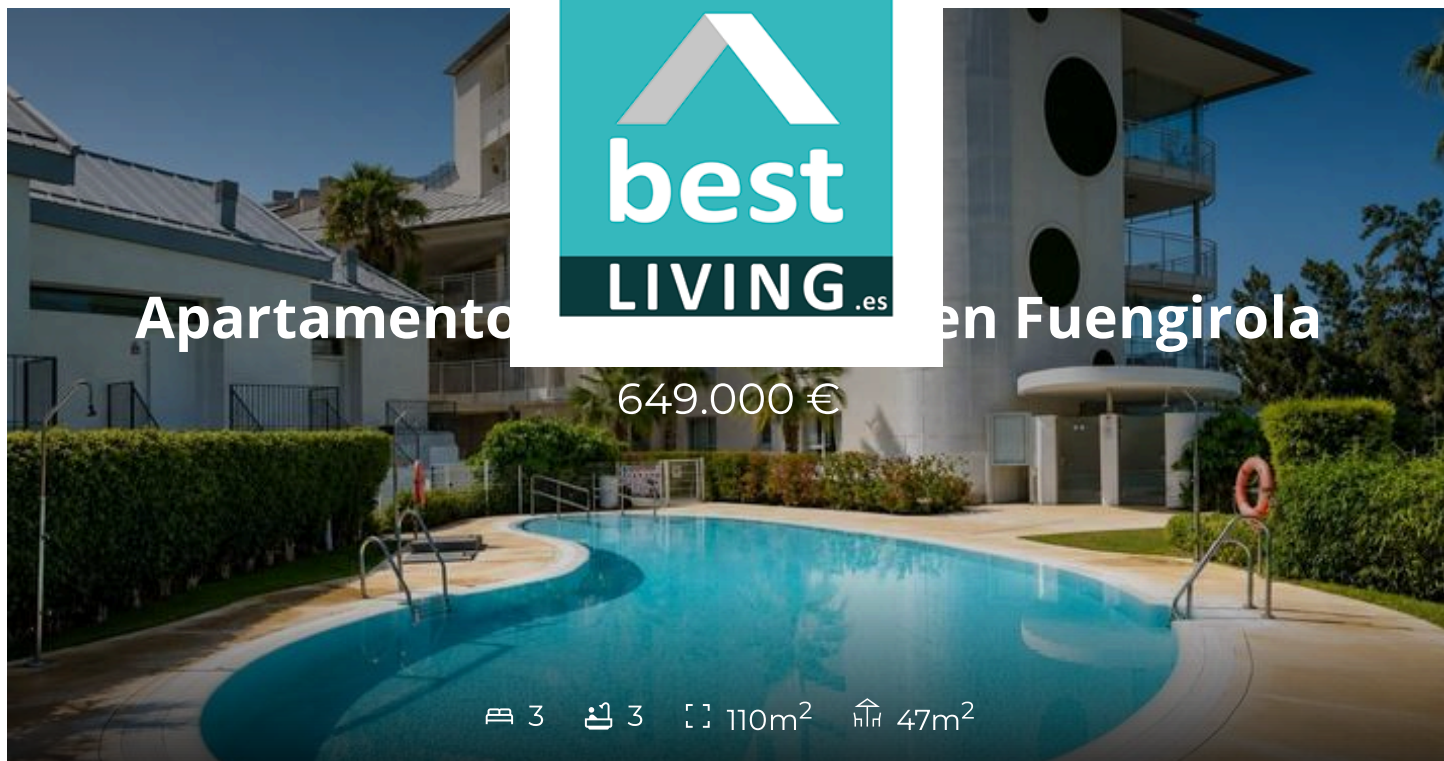 best
LIVING.es
Apartamento en Fuengirola
649.000 €
3 3 110m² 47m²